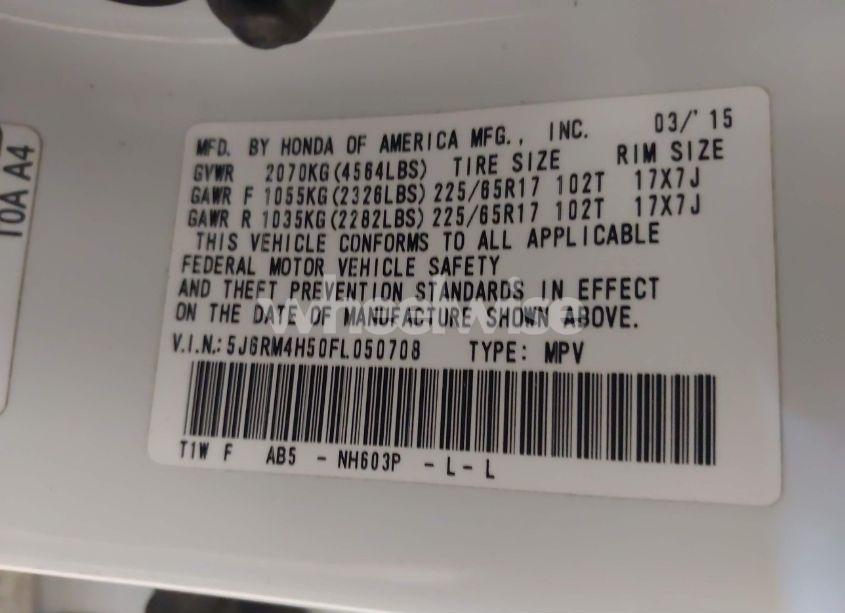 MFD. BY HONDA OF AMERICA MFG., INC. 03/'15
GVWR 2070KG(4564LBS) TIRE SIZE RIM SIZE
GAWR F 1055KG(2326LBS) 225/65R17 102T 17X7J
GAWR R 1035KG(2282LBS) 225/65R17 102T 17X7J
THIS VEHICLE CONFORMS TO ALL APPLICABLE
FEDERAL MOTOR VEHICLE SAFETY
AND THEFT PREVENTION STANDARDS IN EFFECT
ON THE DATE OF MANUFACTURE SHOWN ABOVE.
V.I.N.: 5J6RM4H50FL050708 TYPE: MPV
T1W F AB5 - NH603P - L - L
T0A A4
wheelwise